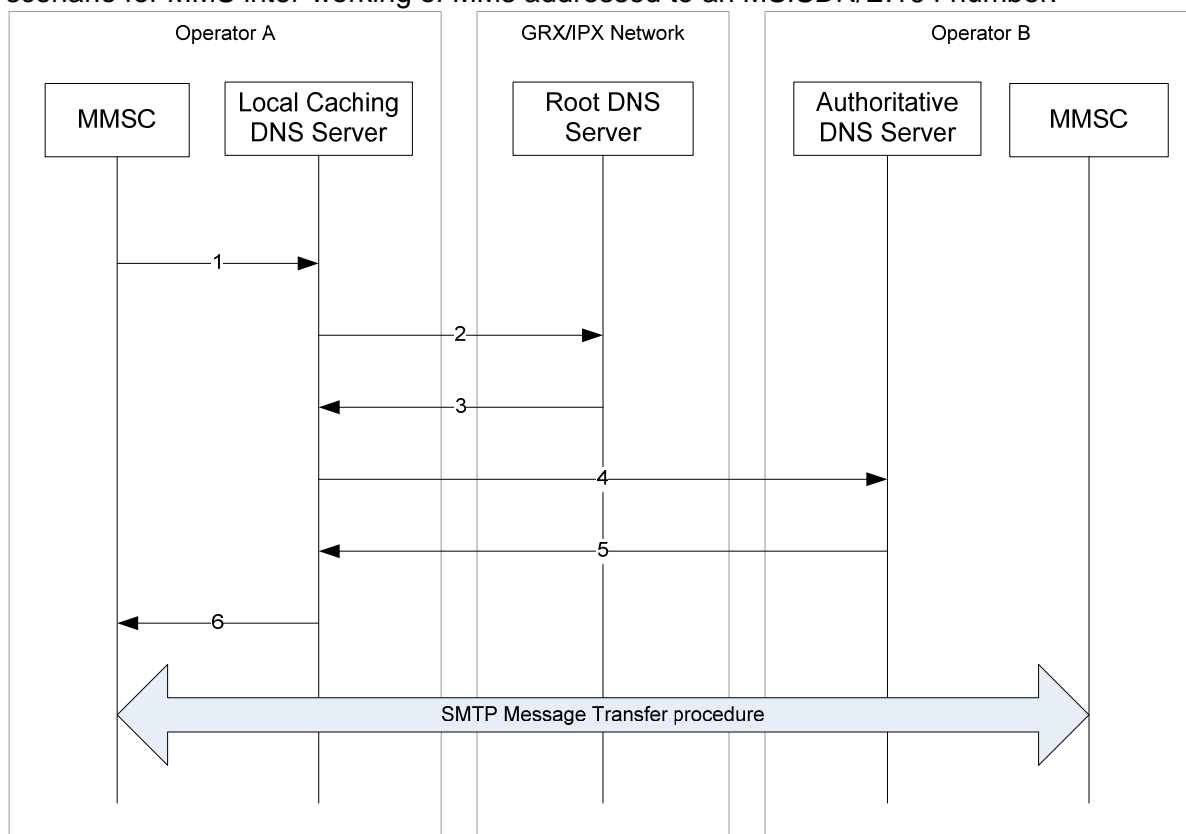 Operator A
GRX/IPX Network
Operator B
MMSC
Local Caching
DNS Server
Root DNS
Server
Authoritative
DNS Server
MMSC
1
2
3
4
5
6
SMTP Message Transfer procedure